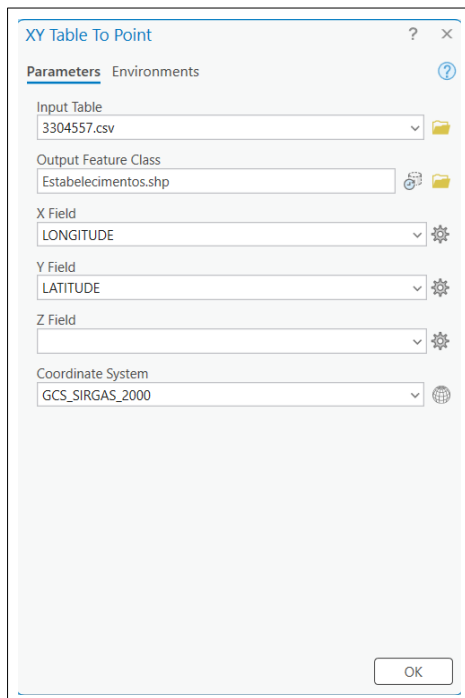 XY Table To Point ? ×
Parameters Environments ?
Input Table
3304557.csv
Output Feature Class
Estabelecimentos.shp
X Field
LONGITUDE
Y Field
LATITUDE
Z Field
Coordinate System
GCS_SIRGAS_2000
OK